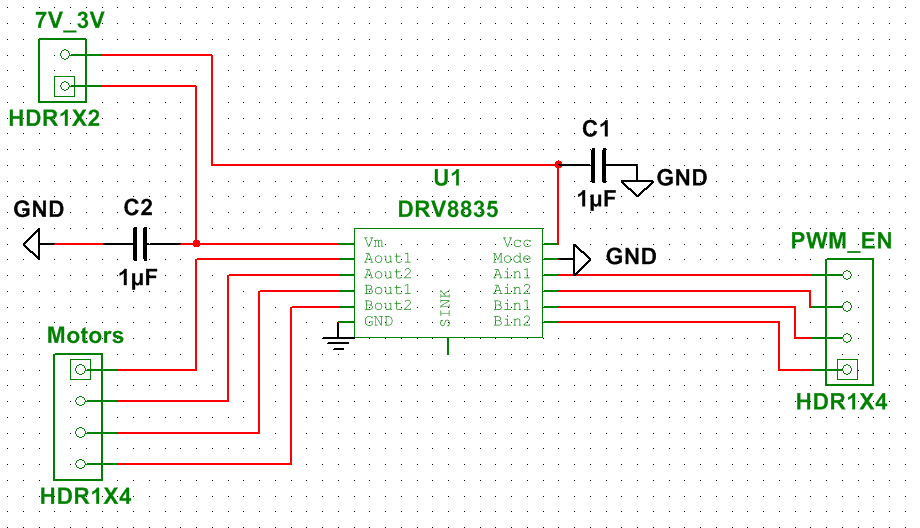 7V_3V
HDR1X2
C1
GND
1µF
U1
DRV8835
GND
C2
1µF
Vm
Aout1
Aout2
Bout1
Bout2
GND
SINK
Vcc
Mode
Ain1
Ain2
Bin1
Bin2
GND
PWM_EN
HDR1X4
Motors
HDR1X4